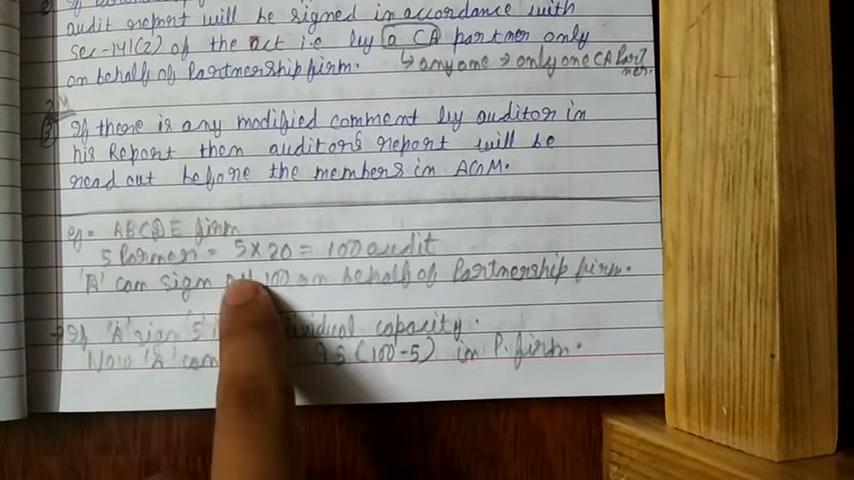 audit report will be signed in accordance with
Sec-141(2) of the act i.e by a CA partner only
on behalf of Partnership firm. ↳ anyone → only one CA Partner.
2M
③ If there is any modified comment by auditor in
his Report then auditors report will be
read out before the members in AGM.
eg = ABCDE firm
5 Partner = 5 × 20 = 100 audit
'A' can sign all 100 on behalf of Partnership firm.
→ If 'A' sign '5' individual capacity.
Now 'A' can 95 (100-5) in P. firm.